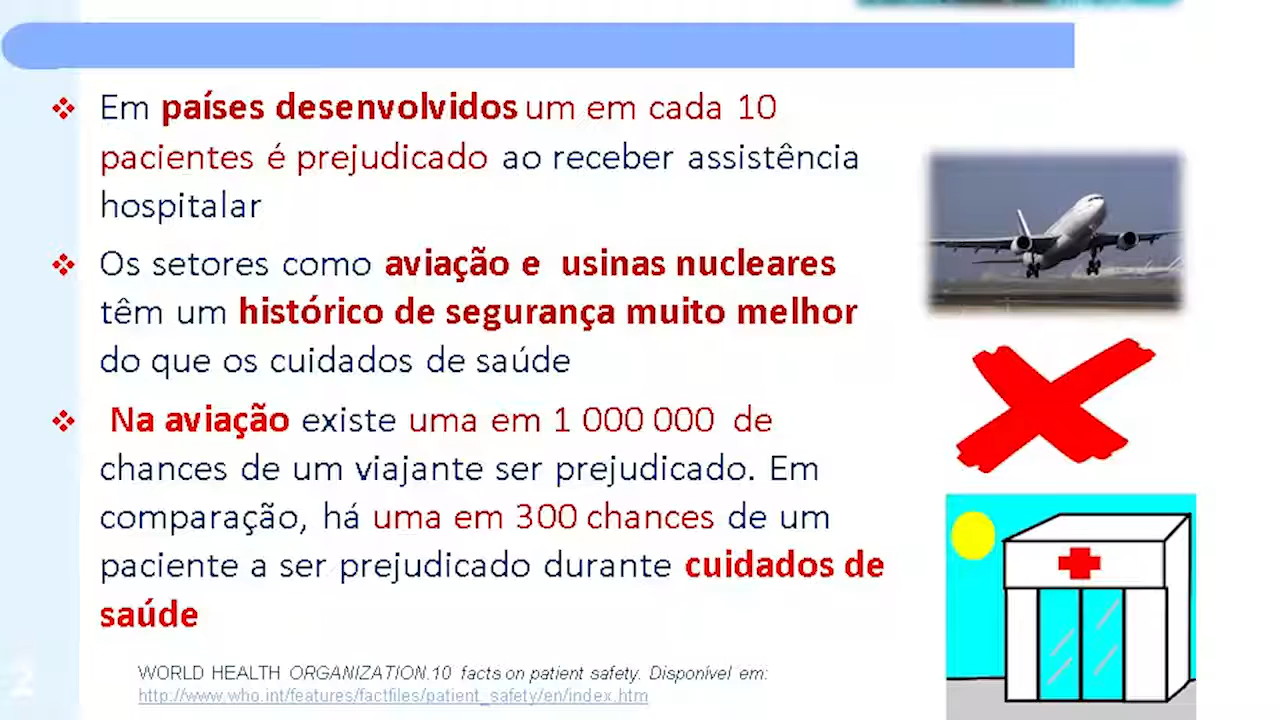 Em países desenvolvidos um em cada 10
pacientes é prejudicado ao receber assistência
hospitalar
Os setores como aviação e usinas nucleares
têm um histórico de segurança muito melhor
do que os cuidados de saúde
Na aviação existe uma em 1 000 000 de
chances de um viajante ser prejudicado. Em
comparação, há uma em 300 chances de um
paciente a ser prejudicado durante cuidados de
saúde
WORLD HEALTH ORGANIZATION.10 facts on patient safety. Disponível em:
http://www.who.int/features/factfiles/patient_safety/en/index.htm
2